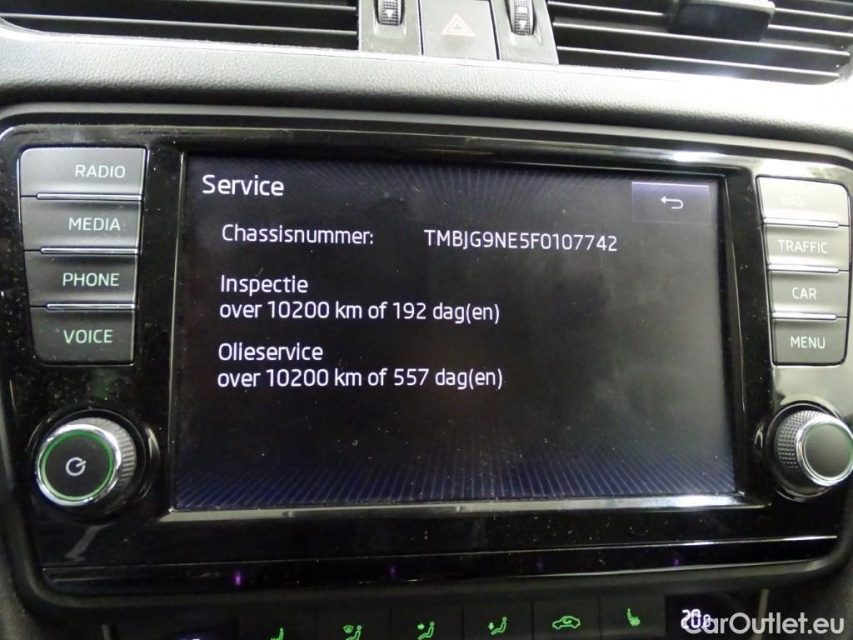 RADIO
MEDIA
PHONE
VOICE
Service
Chassisnummer: TMBJG9NE5F0107742
Inspectie
over 10200 km of 192 dag(en)
Olieservice
over 10200 km of 557 dag(en)
NAV
TRAFFIC
CAR
MENU
CarOutlet.eu